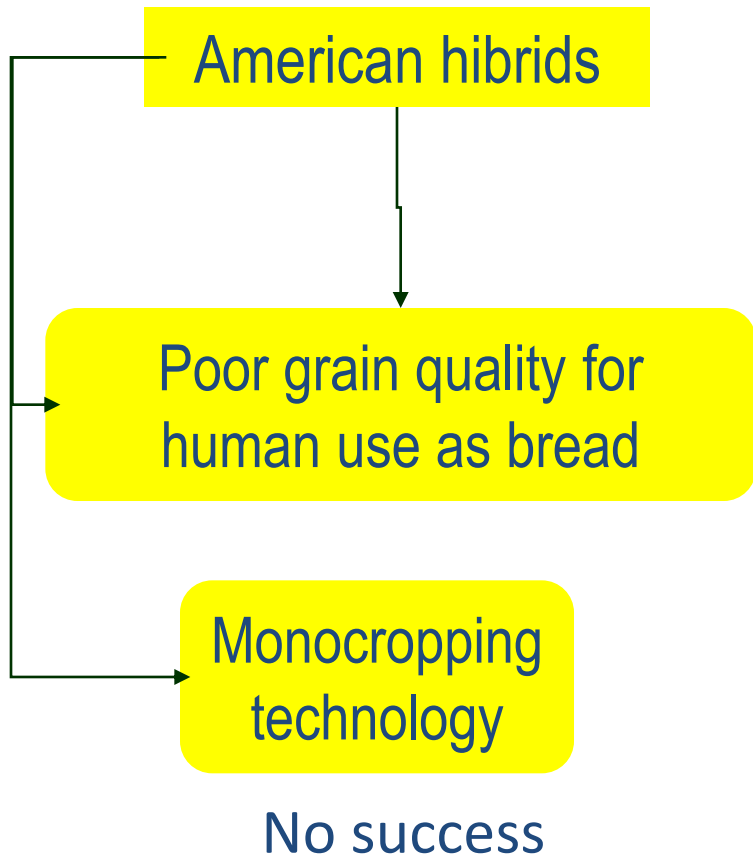 American hibrids
Poor grain quality for
human use as bread
Monocropping
technology
No success